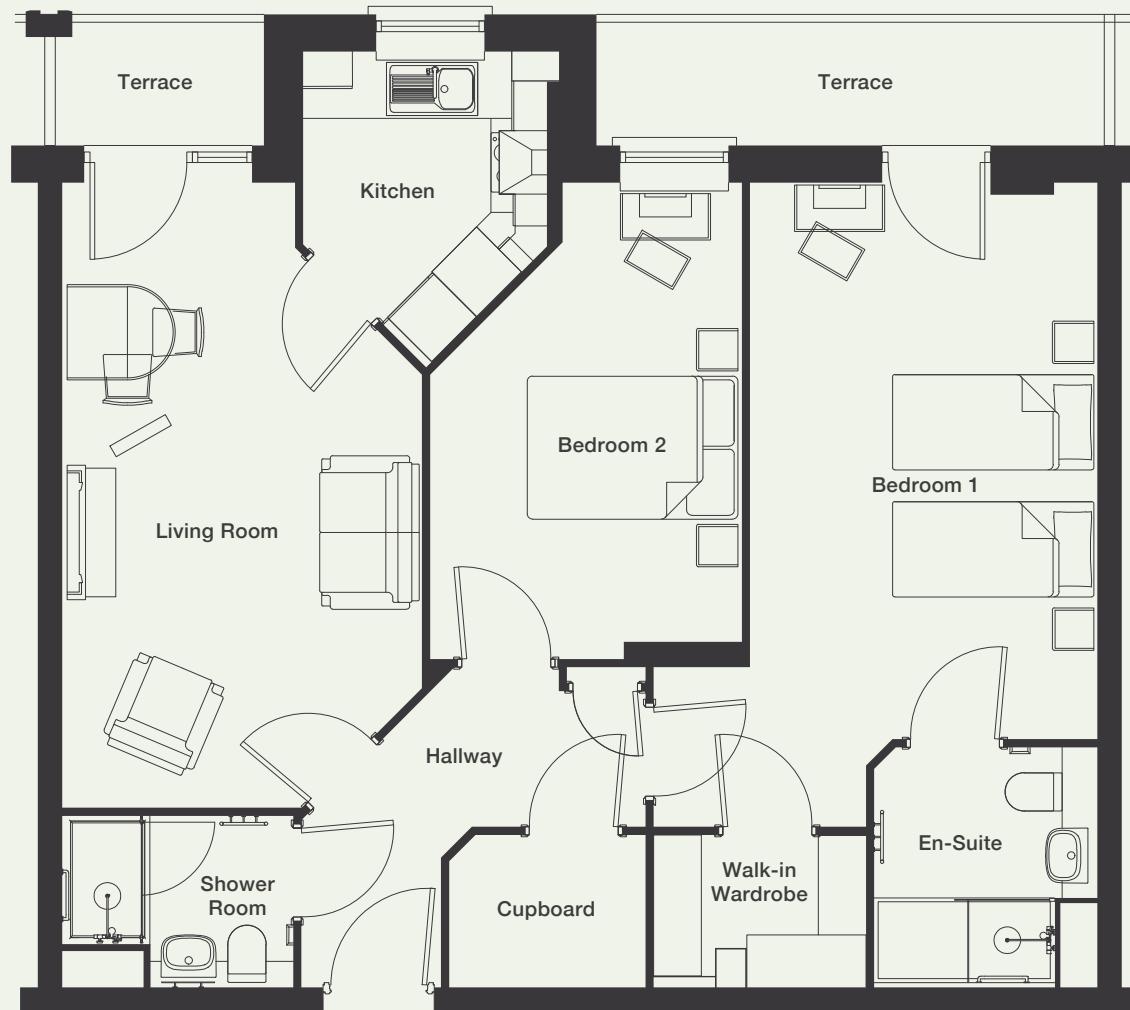 Terrace
Terrace
Kitchen
Bedroom 2
Bedroom 1
Living Room
Hallway
En-Suite
Walk-in
Wardrobe
Shower
Room
Cupboard